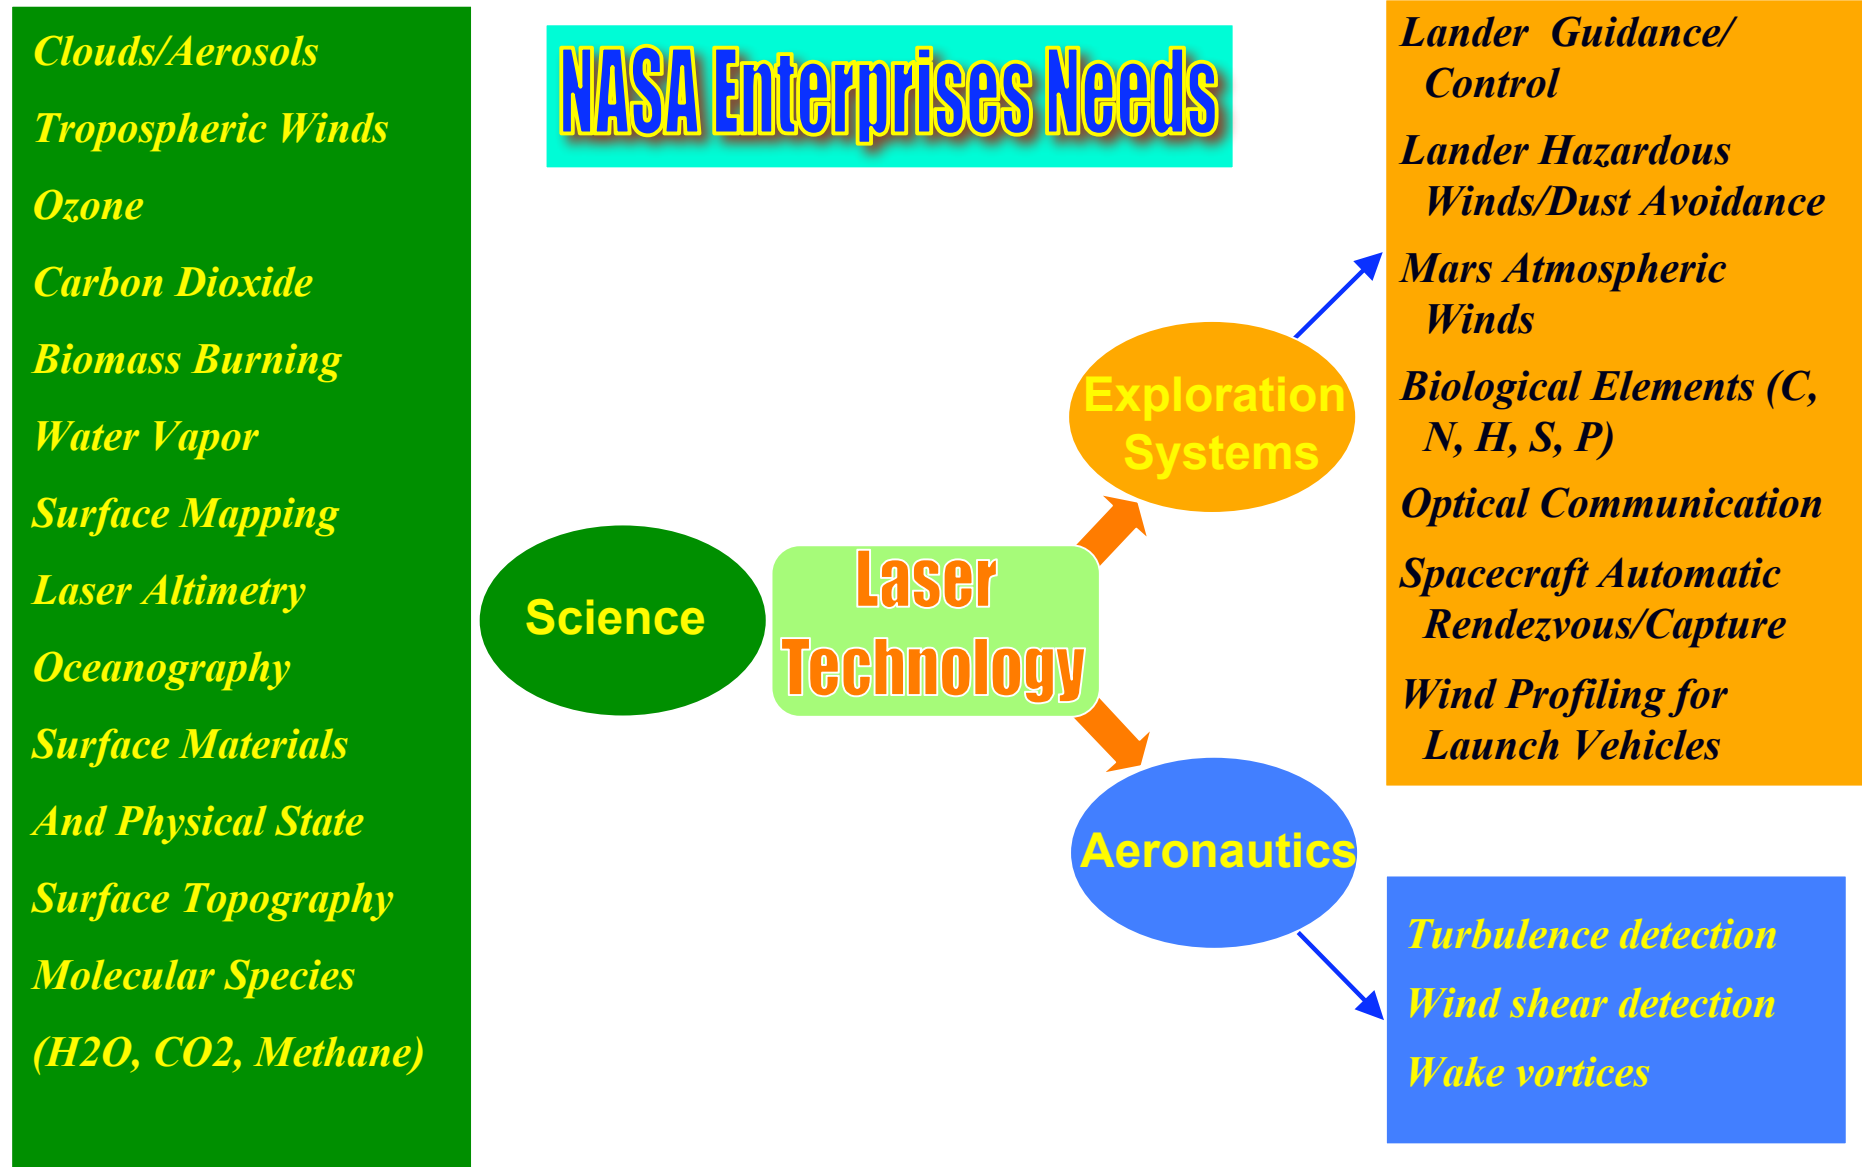 NASA Enterprises Needs
Clouds/Aerosols
Tropospheric Winds
Ozone
Carbon Dioxide
Biomass Burning
Water Vapor
Surface Mapping
Laser Altimetry
Oceanography
Surface Materials
And Physical State
Surface Topography
Molecular Species
(H2O, CO2, Methane)
Science
Laser
Technology
Exploration
Systems
Aeronautics
Lander Guidance/
Control
Lander Hazardous
Winds/Dust Avoidance
Mars Atmospheric
Winds
Biological Elements (C,
N, H, S, P)
Optical Communication
Spacecraft Automatic
Rendezvous/Capture
Wind Profiling for
Launch Vehicles
Turbulence detection
Wind shear detection
Wake vortices